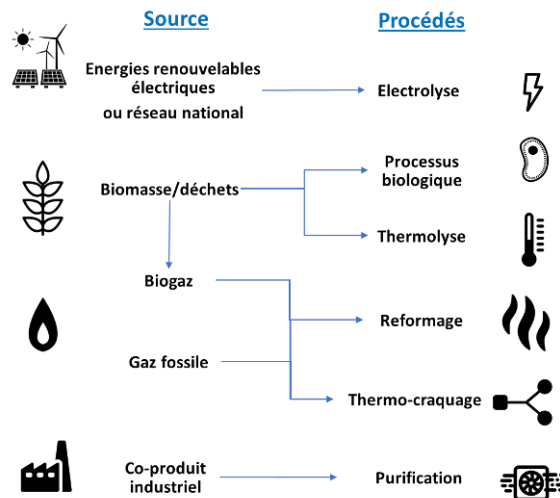 Source
Procédés
Energies renouvelables
électriques
ou réseau national
Electrolyse
Processus
biologique
Biomasse/déchets
Thermolyse
Biogaz
Reformage
Gaz fossile
Thermo-craquage
Co-produit
industriel
Purification